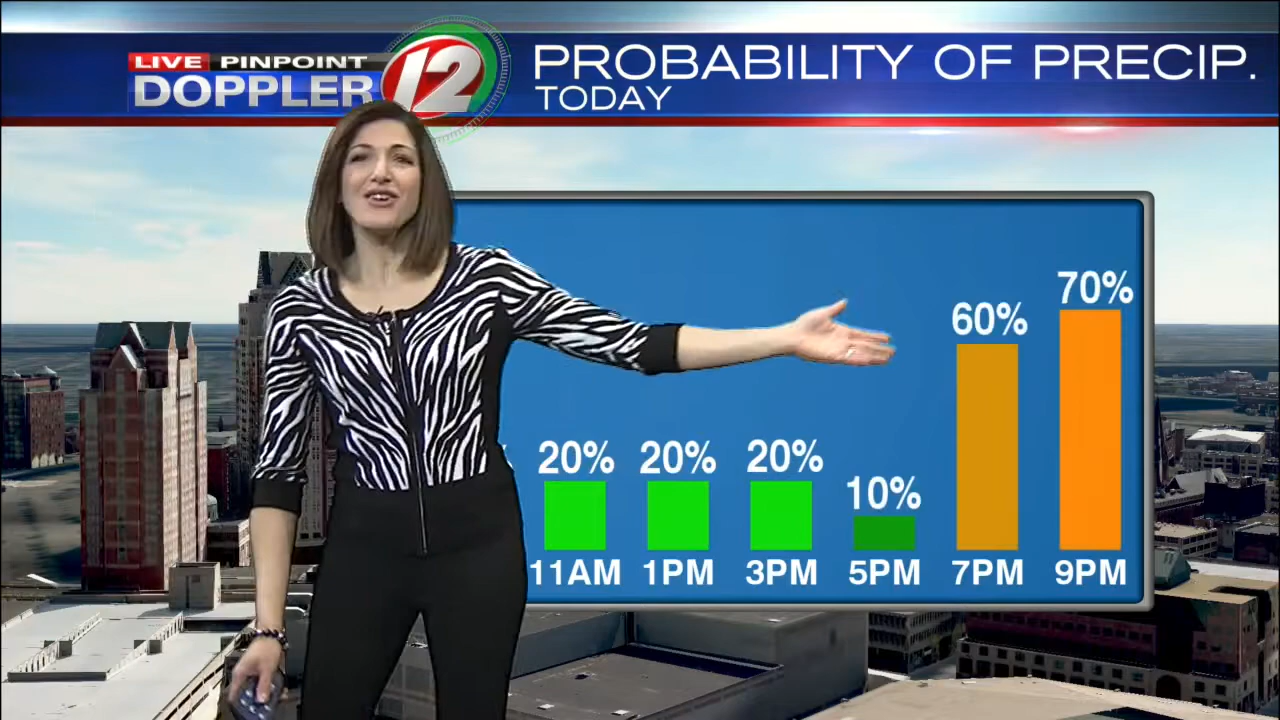 LIVE PINPOINT
DOPPLER 12
PROBABILITY OF PRECIP.
TODAY
20% 20% 20% 10% 60% 70%
11AM 1PM 3PM 5PM 7PM 9PM